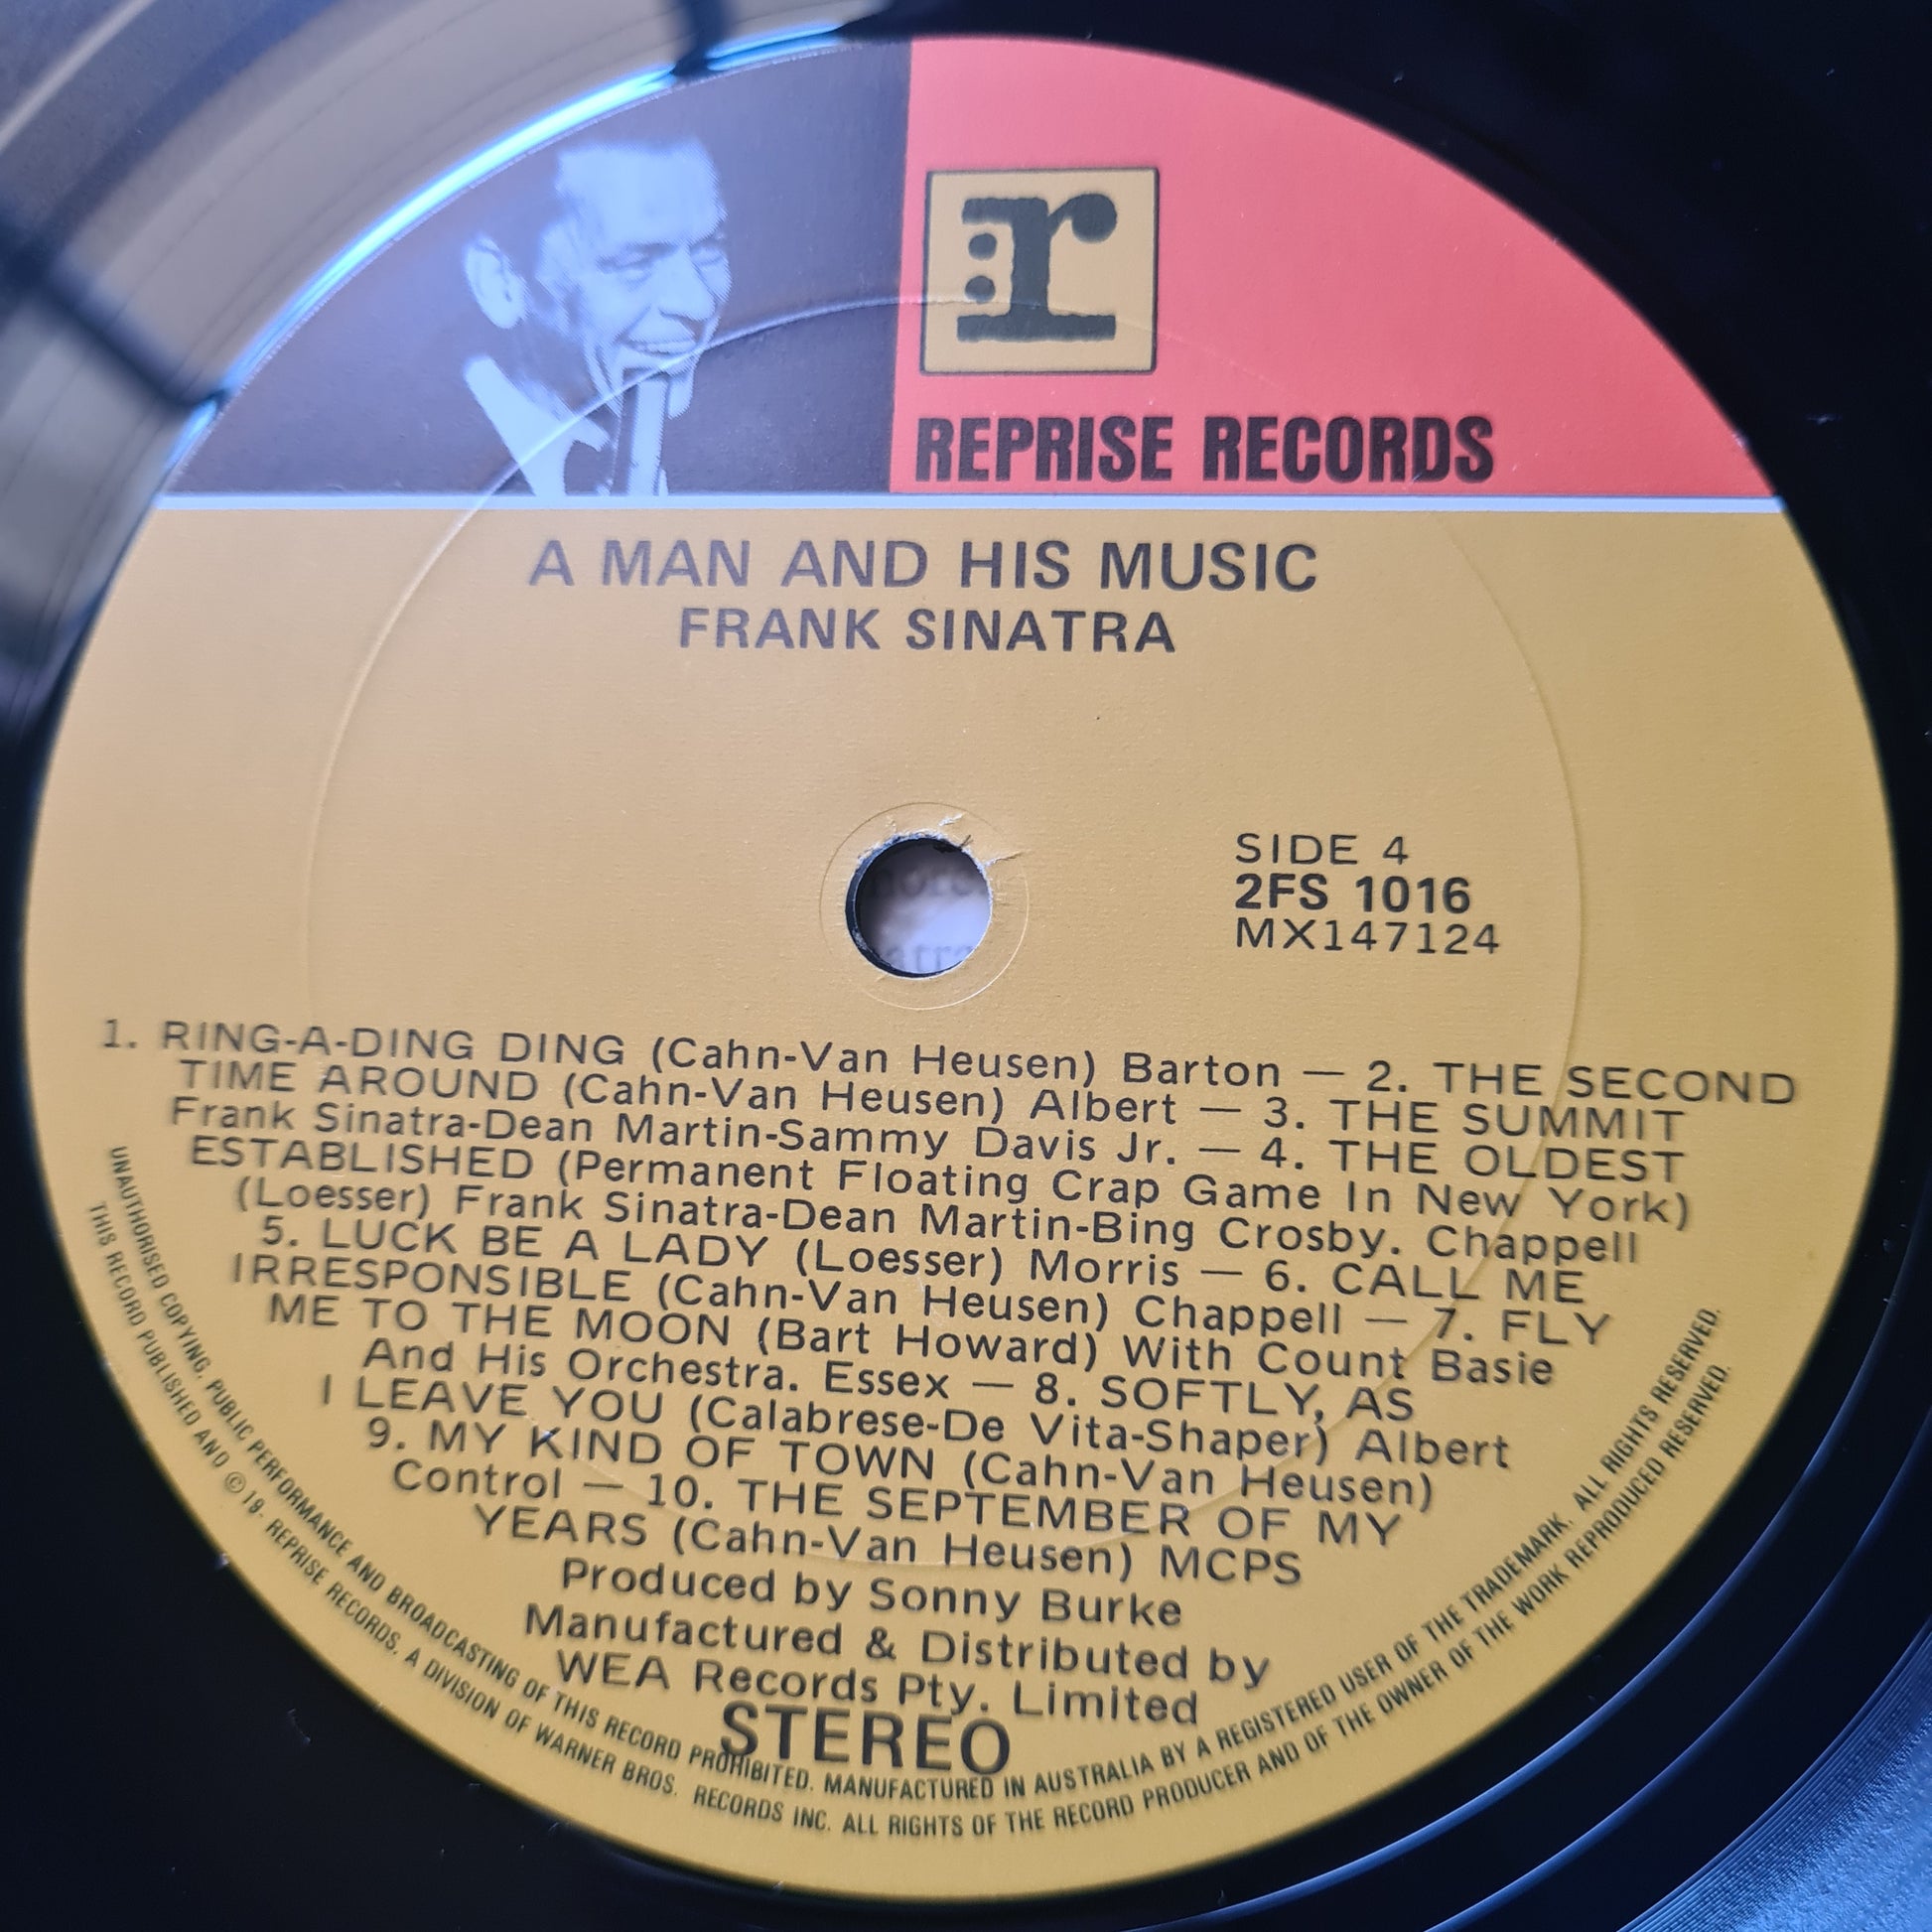 r
REPRISE RECORDS
A MAN AND HIS MUSIC
FRANK SINATRA
SIDE 4
2FS 1016
MX147124
1. RING-A-DING DING (Cahn-Van Heusen) Barton — 2. THE SECOND
TIME AROUND (Cahn-Van Heusen) Albert — 3. THE SUMMIT
Frank Sinatra-Dean Martin-Sammy Davis Jr. — 4. THE OLDEST
ESTABLISHED (Permanent Floating Crap Game In New York)
(Loesser) Frank Sinatra-Dean Martin-Bing Crosby. Chappell
5. LUCK BE A LADY (Loesser) Morris — 6. CALL ME
IRRESPONSIBLE (Cahn-Van Heusen) Chappell — 7. FLY
ME TO THE MOON (Bart Howard) With Count Basie
And His Orchestra. Essex — 8. SOFTLY, AS
I LEAVE YOU (Calabrese-De Vita-Shaper) Albert
9. MY KIND OF TOWN (Cahn-Van Heusen)
Control — 10. THE SEPTEMBER OF MY
YEARS (Cahn-Van Heusen) MCPS
Produced by Sonny Burke
Manufactured & Distributed by
WEA Records Pty. Limited
STEREO
UNAUTHORISED COPYING, PUBLIC PERFORMANCE AND BROADCASTING OF THIS RECORD PROHIBITED. MANUFACTURED IN AUSTRALIA BY A REGISTERED USER OF THE TRADEMARK. ALL RIGHTS RESERVED.
THIS RECORD PUBLISHED AND ©19- REPRISE RECORDS. A DIVISION OF WARNER BROS. RECORDS INC. ALL RIGHTS OF THE RECORD PRODUCER AND OF THE OWNER OF THE WORK REPRODUCED RESERVED.